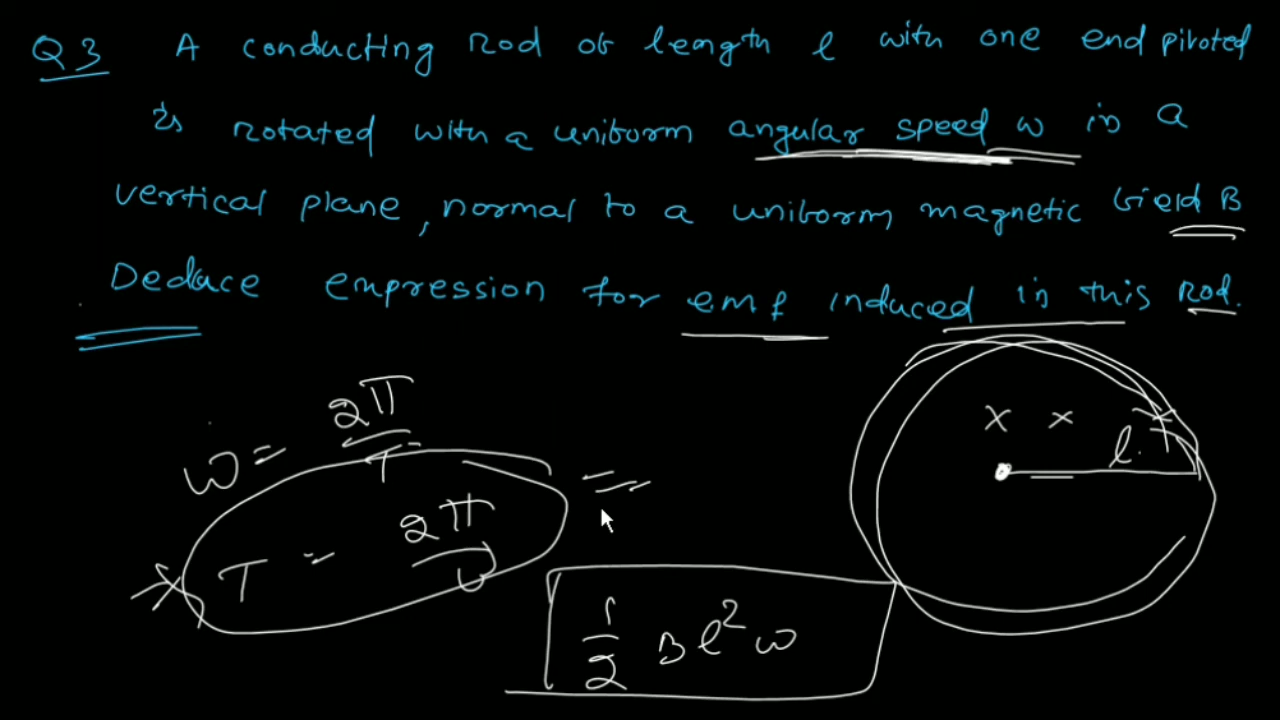 Q3 A conducting Rod of length l with one end pivoted
is rotated with a uniform angular speed ω in a
vertical plane, normal to a uniform magnetic field B
Deduce expression for emf induced in this Rod.
ω = 2π/T
T = 2π/ω =
x x x
l
1/2 Bl²ω